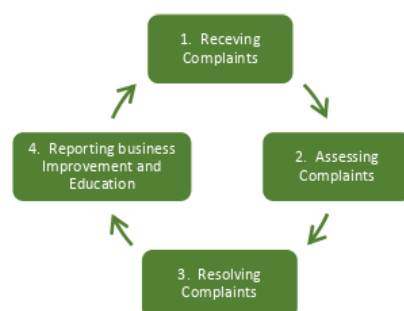 1. Receving
Complaints
2. Assessing
Complaints
3. Resolving
Complaints
4. Reporting business
Improvement and
Education